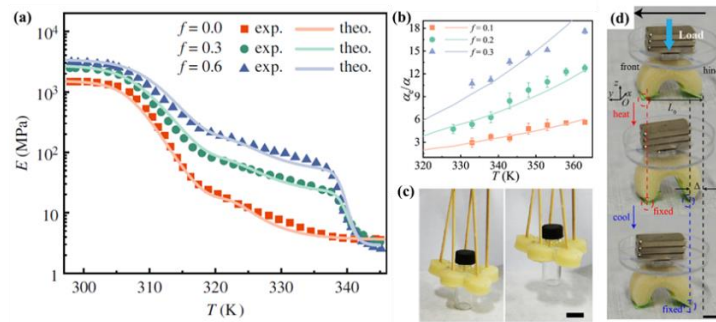 (a)
f = 0.0 exp. theo.
f = 0.3 exp. theo.
f = 0.6 exp. theo.
E (MPa)
10⁴
10³
10²
10
1
300 310 320 330 340
T (K)
(b)
f = 0.1
f = 0.2
f = 0.3
18
15
12
9
6
3
0
320 330 340 350 360
T (K)
(c)
(d)
Load
front
hind
z
y
x
O
heat
Δ
fixed
cool
fixed